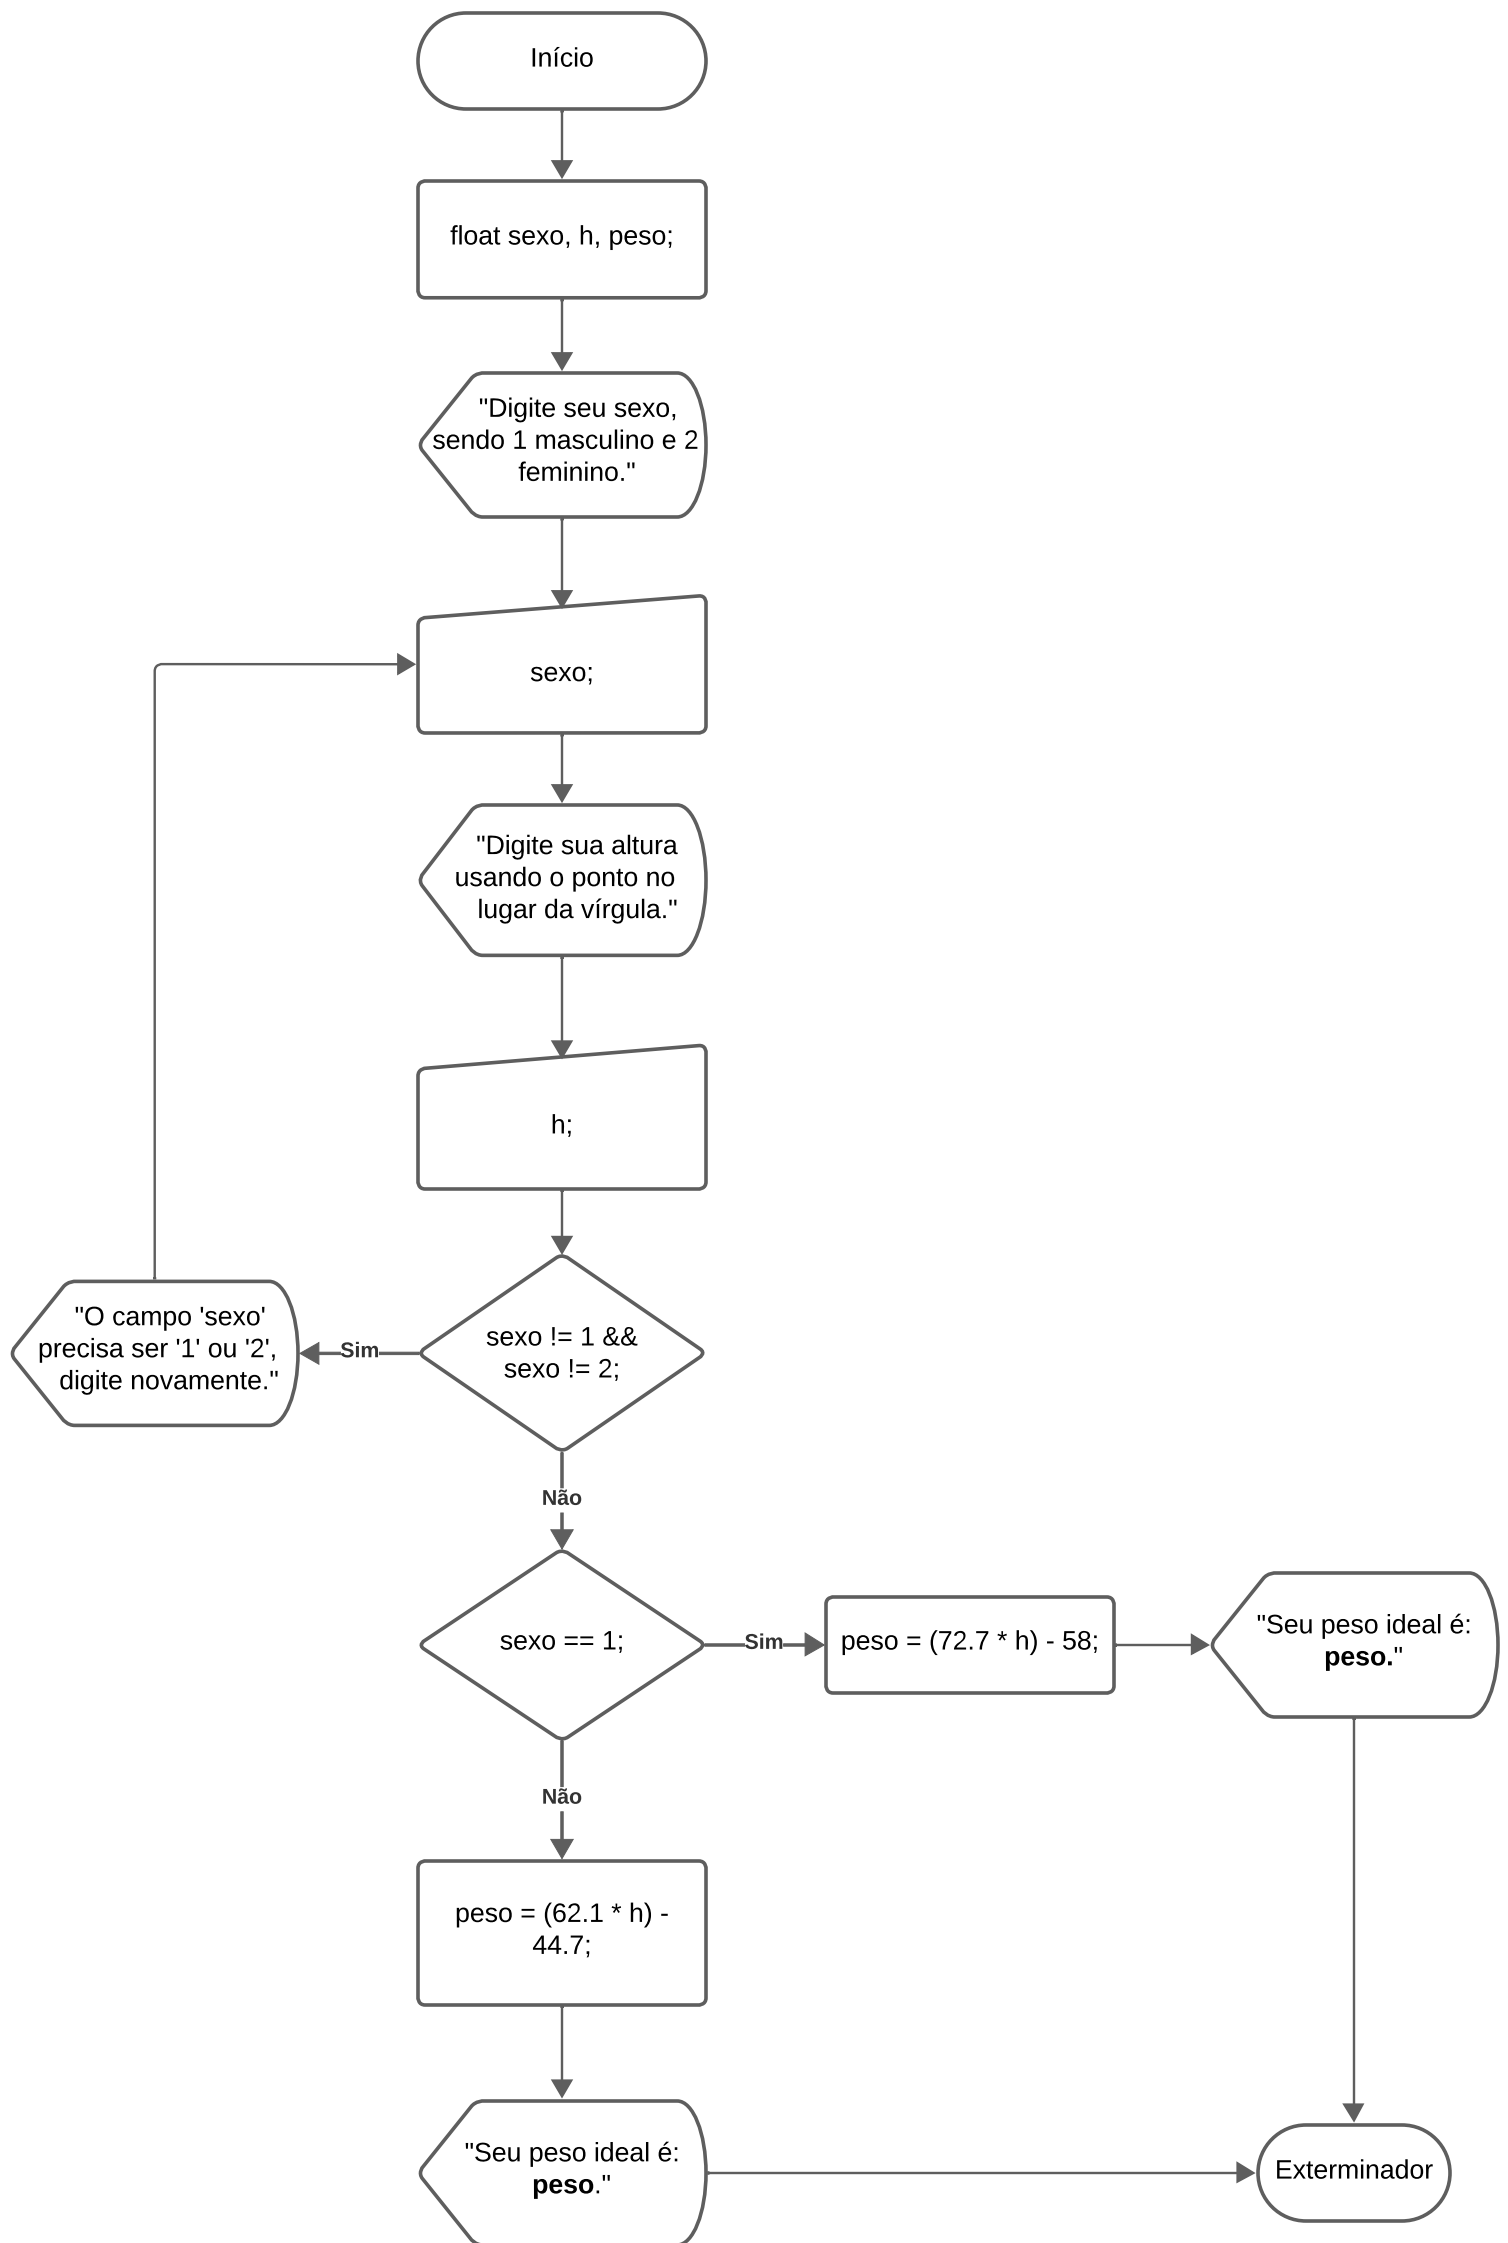 Início
float sexo, h, peso;
"Digite seu sexo,
sendo 1 masculino e 2
feminino."
sexo;
"Digite sua altura
usando o ponto no
lugar da vírgula."
h;
sexo != 1 &&
sexo != 2;
Sim
"O campo 'sexo'
precisa ser '1' ou '2',
digite novamente."
Não
sexo == 1;
Sim
peso = (72.7 * h) - 58;
"Seu peso ideal é:
peso."
Não
peso = (62.1 * h) -
44.7;
"Seu peso ideal é:
peso."
Exterminador